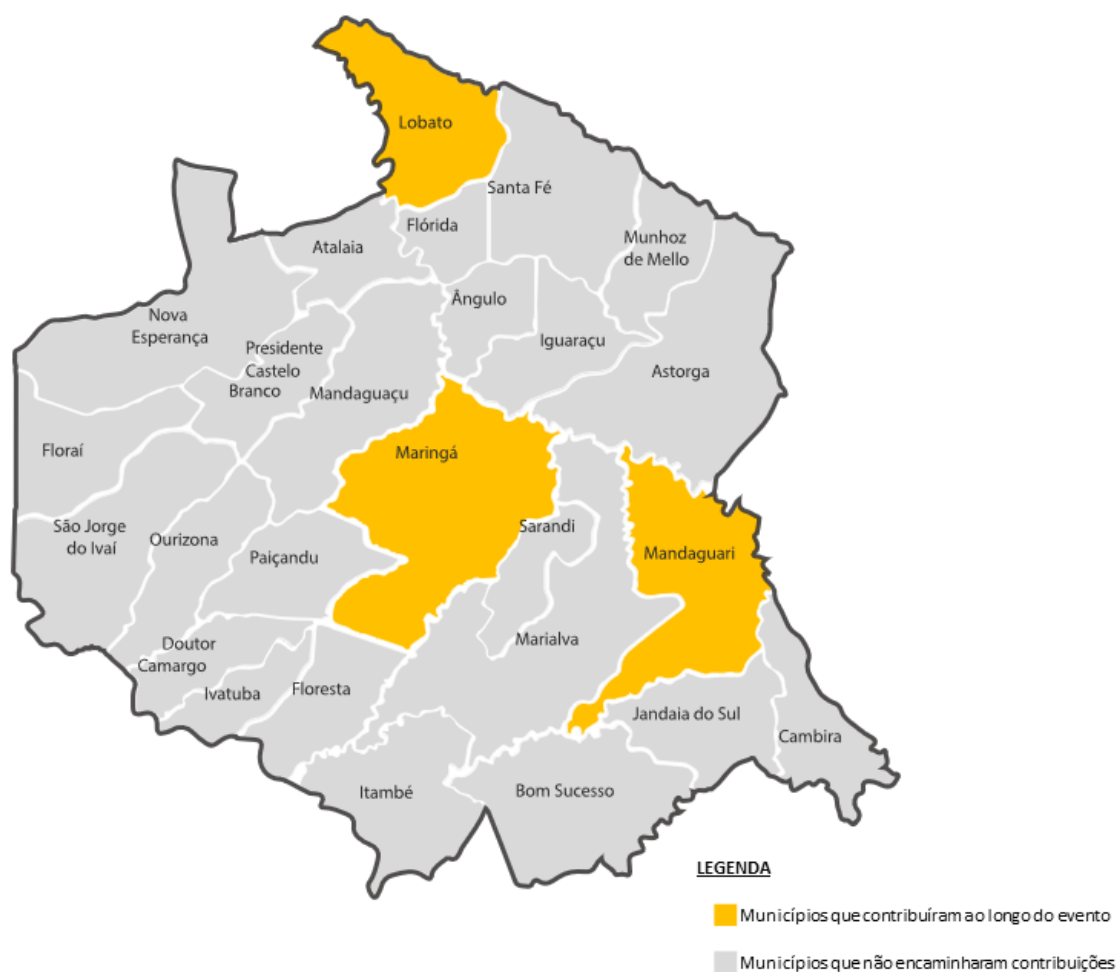 Lobato
Santa Fé
Flórida
Munhoz
de Mello
Atalaia
Ângulo
Nova
Esperança
Iguaraçu
Presidente
Castelo
Branco
Astorga
Mandaguaçu
Floraí
Maringá
São Jorge
do Ivaí
Ourizona
Sarandi
Paiçandu
Mandaguari
Doutor
Camargo
Marialva
Ivatuba
Floresta
Jandaia do Sul
Cambira
Itambé
Bom Sucesso
LEGENDA
Municípios que contribuíram ao longo do evento
Municípios que não encaminharam contribuições